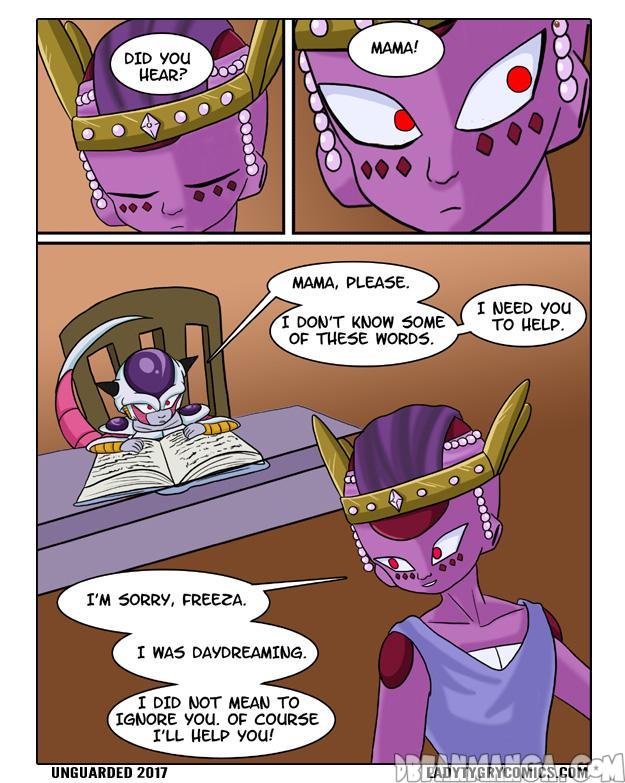 DID YOU
HEAR?
MAMA!
MAMA, PLEASE.
I DON'T KNOW SOME
OF THESE WORDS.
I NEED YOU
TO HELP.
I'M SORRY, FREEZA.
I WAS DAYDREAMING.
I DID NOT MEAN TO
IGNORE YOU. OF COURSE
I'LL HELP YOU!
UNGUARDED 2017
LADYTYGRYCOMICS.COM
DBFANMANGA.COM